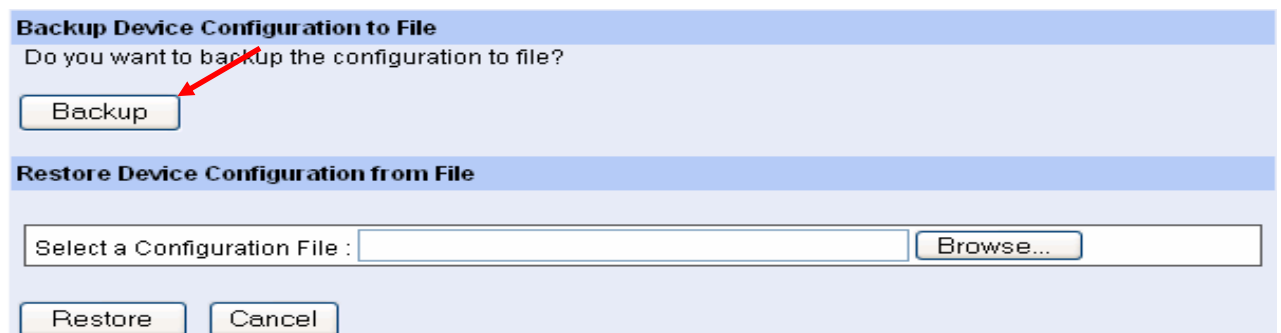 Backup Device Configuration to File
Do you want to backup the configuration to file?
Backup
Restore Device Configuration from File
Select a Configuration File : Browse...
Restore Cancel